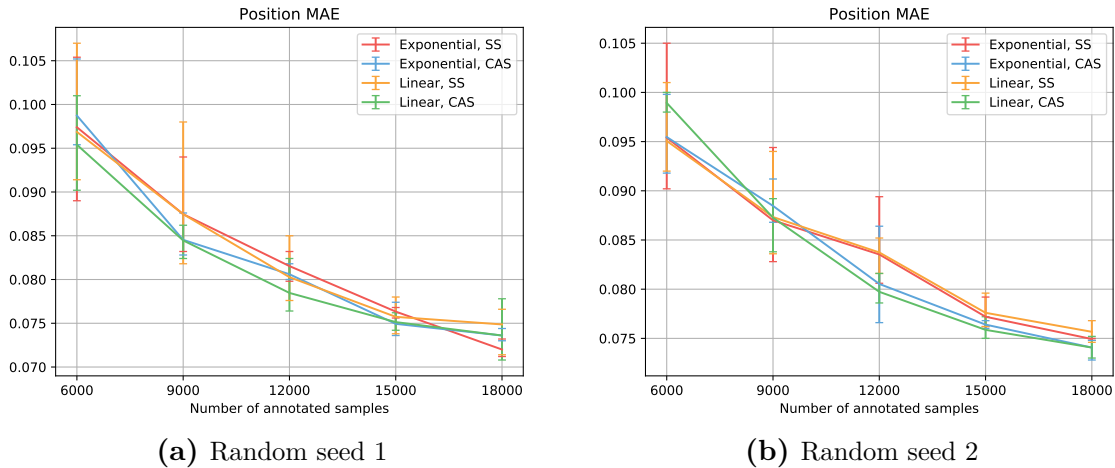 Position MAE
0.105
0.100
0.095
0.090
0.085
0.080
0.075
0.070
Exponential, SS
Exponential, CAS
Linear, SS
Linear, CAS
6000 9000 12000 15000 18000
Number of annotated samples
(a) Random seed 1
Position MAE
0.105
0.100
0.095
0.090
0.085
0.080
0.075
Exponential, SS
Exponential, CAS
Linear, SS
Linear, CAS
6000 9000 12000 15000 18000
Number of annotated samples
(b) Random seed 2